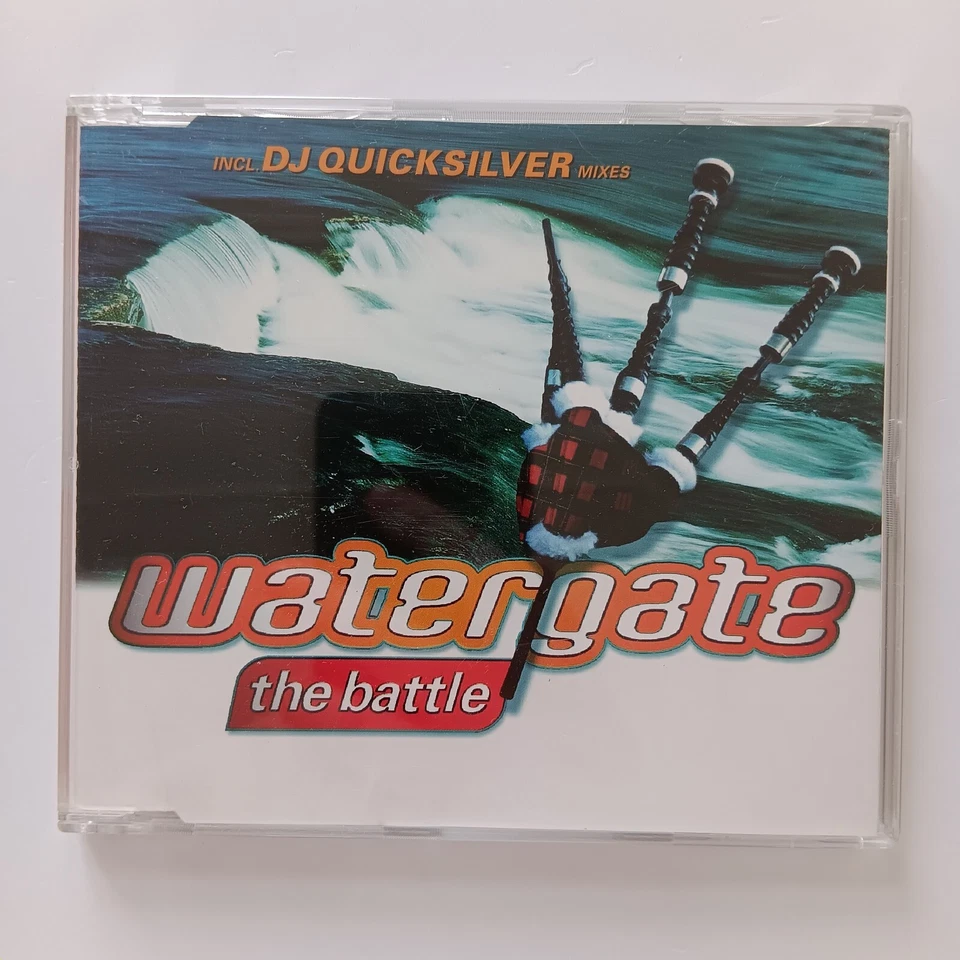 INCL. DJ QUICKSILVER MIXES
watergate
the battle